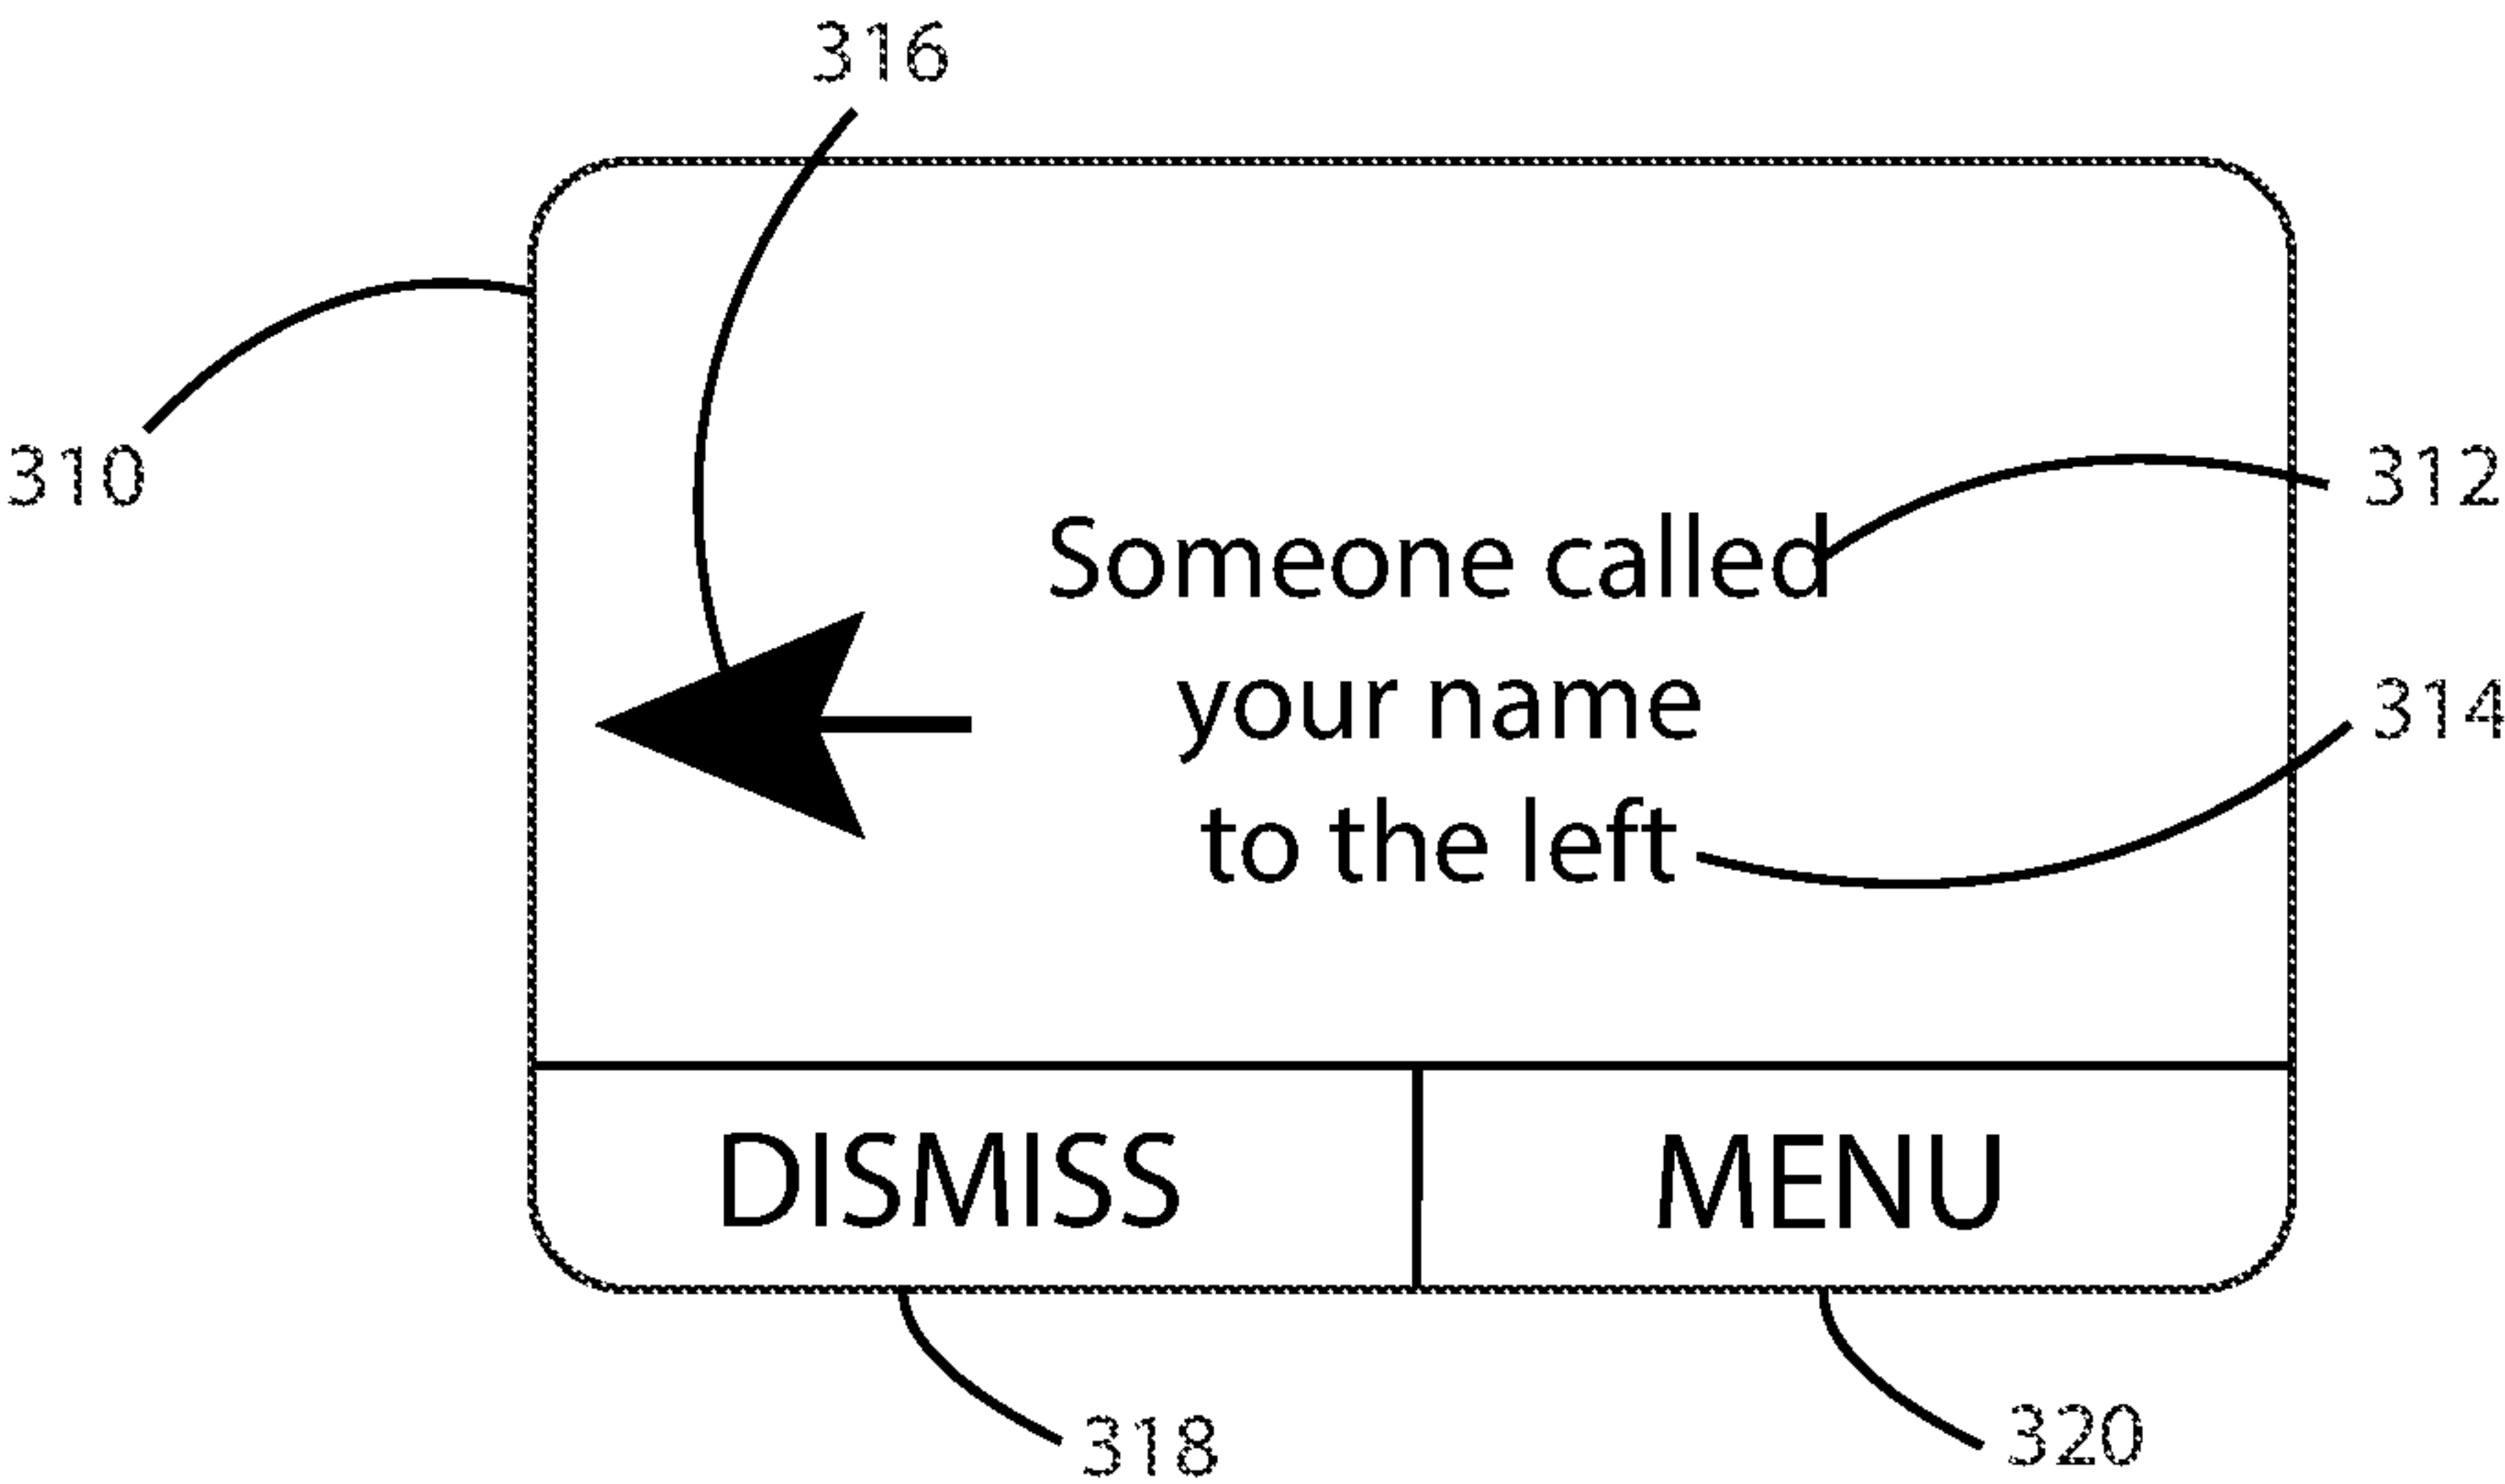 316
310
312
Someone called
your name
314
to the left
DISMISS
MENU
318
320